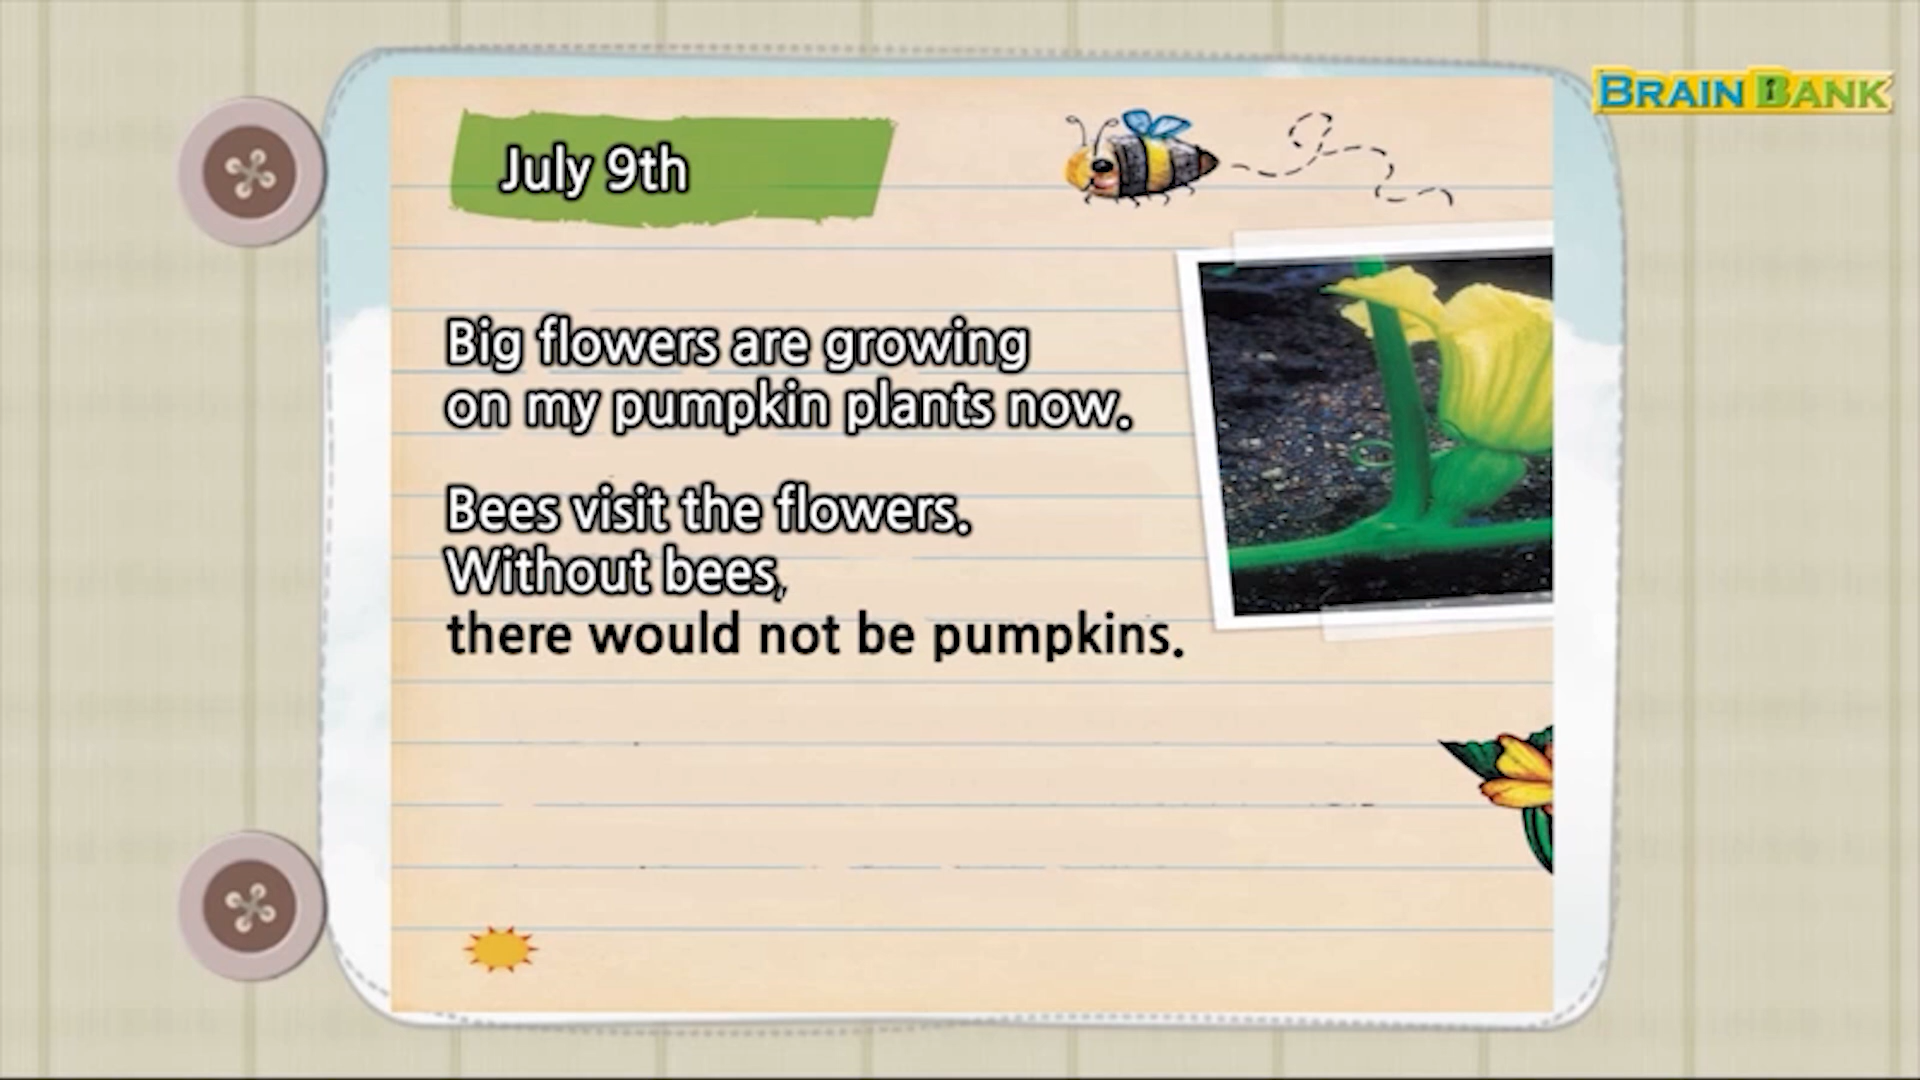 BRAIN BANK
July 9th
Big flowers are growing
on my pumpkin plants now.
Bees visit the flowers.
Without bees,
there would not be pumpkins.